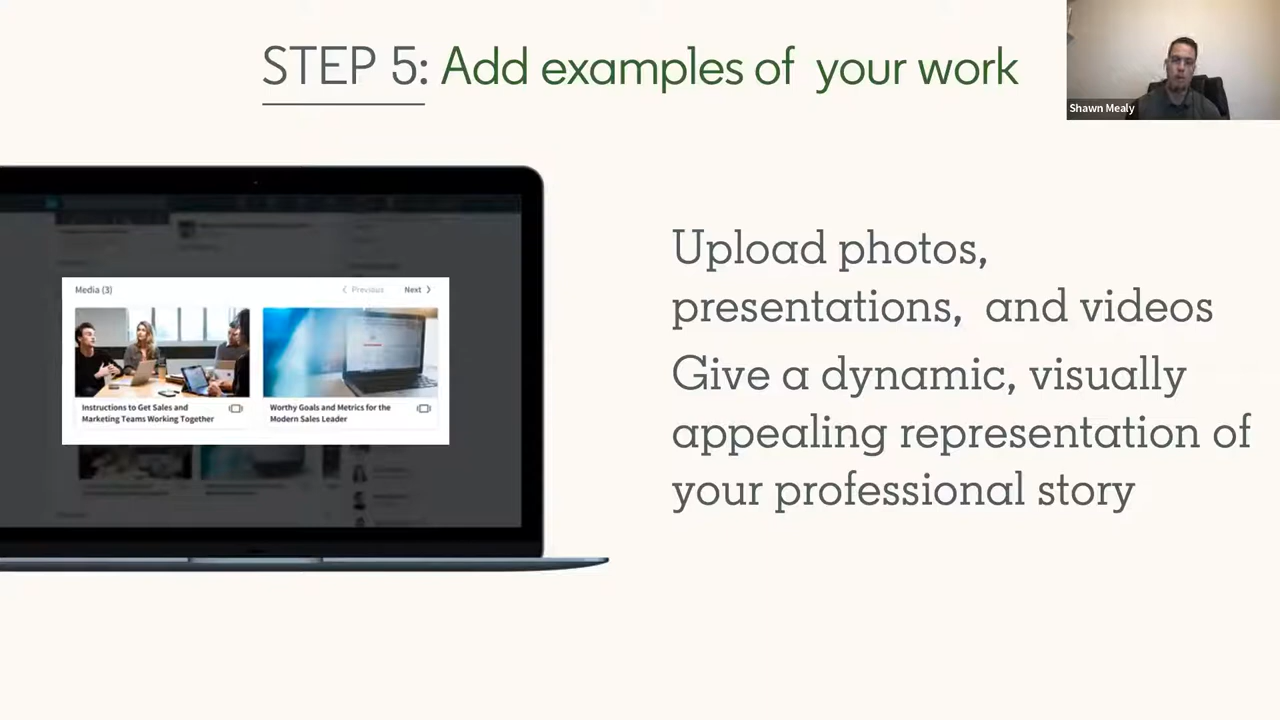 STEP 5: Add examples of your work
Shawn Mealy
Media (3)
Previous
Next
Instructions to Get Sales and
Marketing Teams Working Together
Worthy Goals and Metrics for the
Modern Sales Leader
Upload photos,
presentations, and videos
Give a dynamic, visually
appealing representation of
your professional story